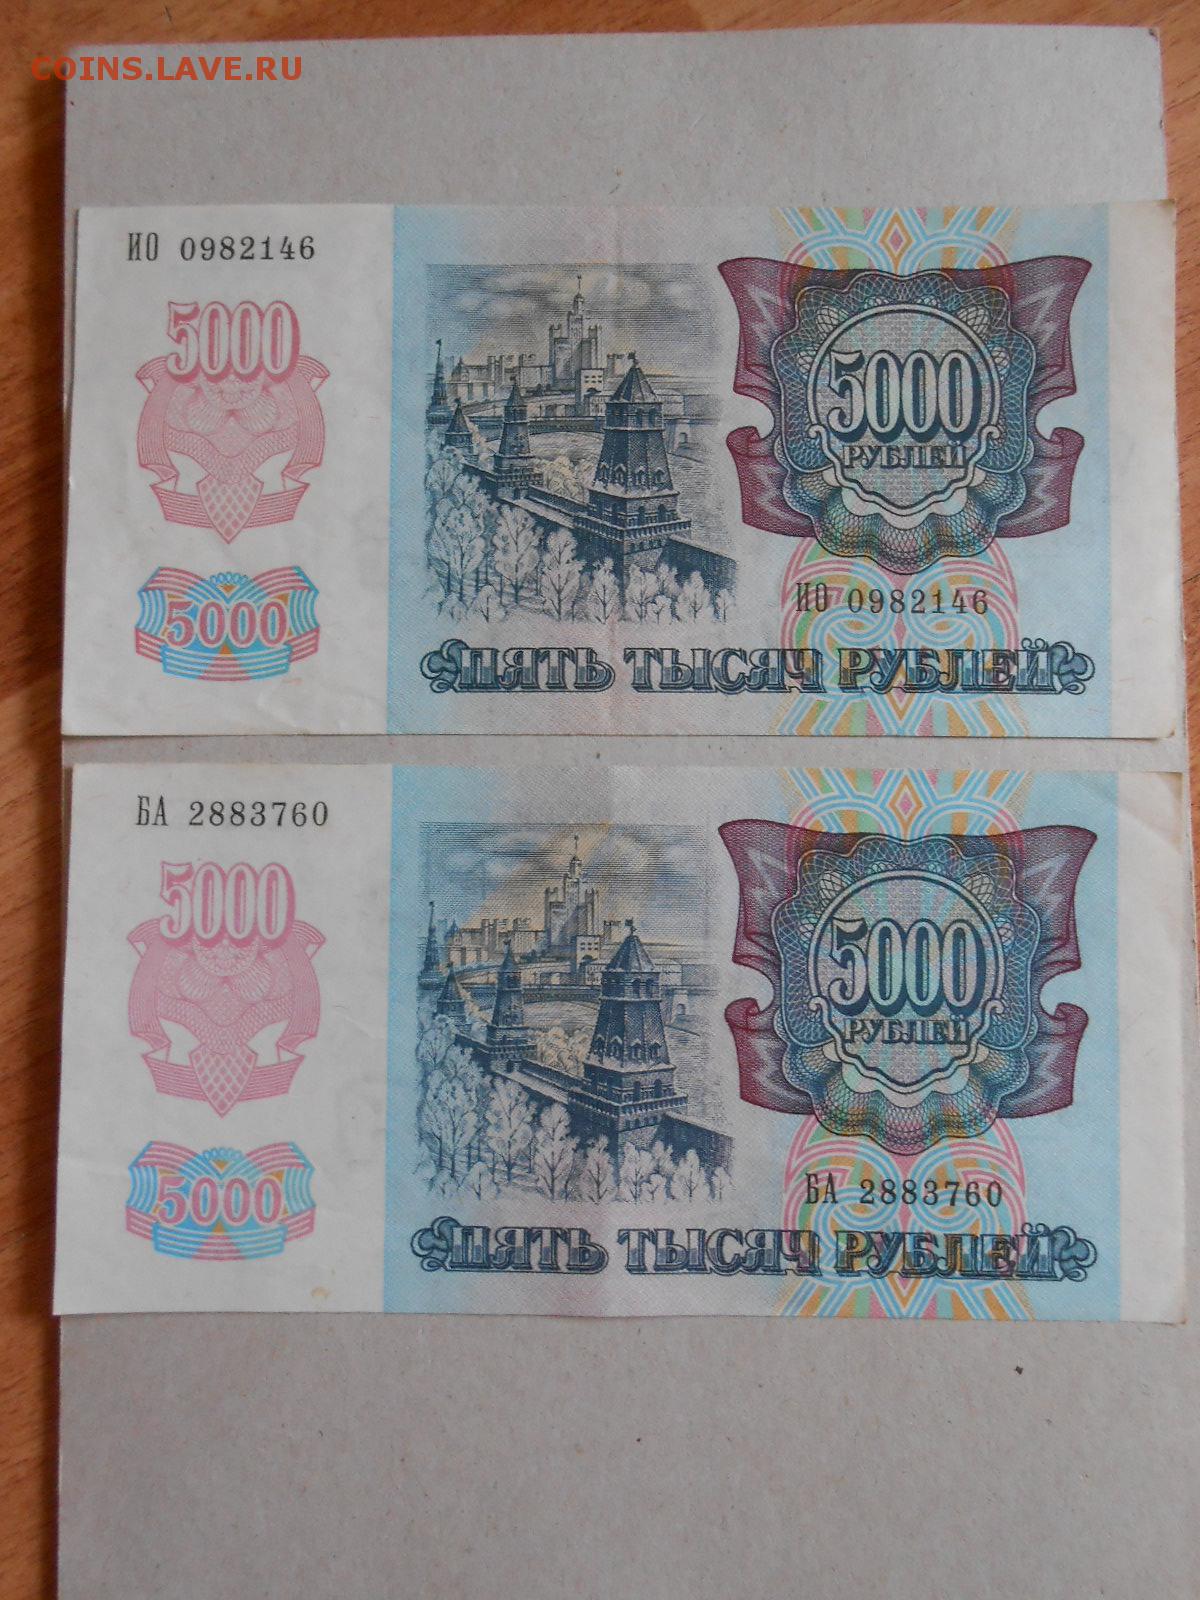 COINS.LAVE.RU
ИО 0982146
5000
5000
РУБЛЕЙ
5000
ИО 0982146
ПЯТЬ ТЫСЯЧ РУБЛЕЙ
БА 2883760
5000
5000
РУБЛЕЙ
5000
БА 2883760
ПЯТЬ ТЫСЯЧ РУБЛЕЙ